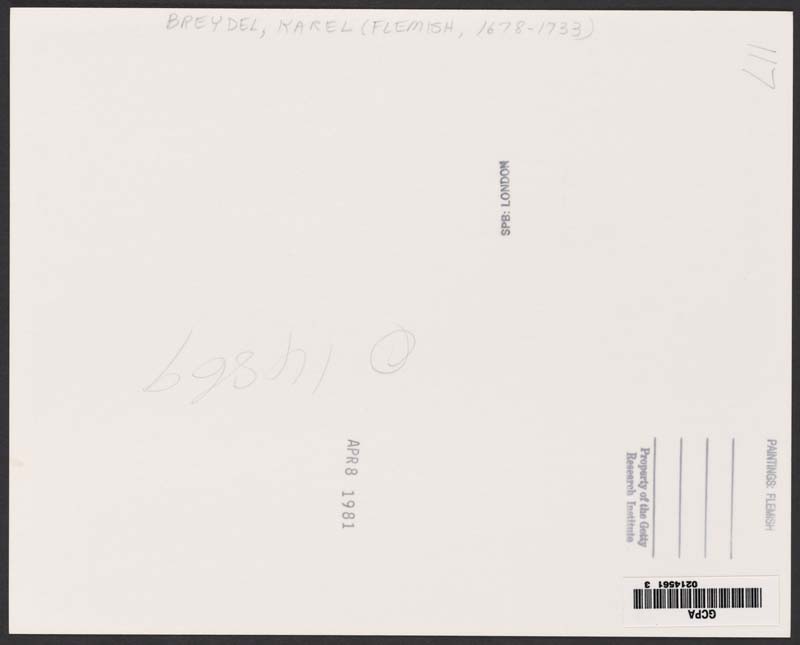 BREYDEL, KAREL (FLEMISH, 1678-1733)
117
SPB: LONDON
14869
APR 8 1981
PAINTINGS: FLEMISH
Property of the Getty
Research Institute
GCPA
0214561 3